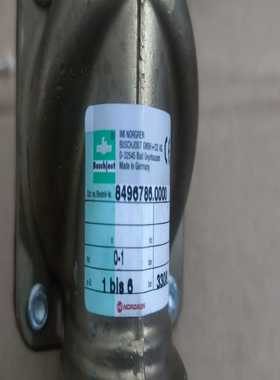 IMI NORGREN
BUSCHJOST GMBH + CO. KG
D-32545 Bad Oeynhausen
Made in Germany
Buschjost
8496786.0000
0-1
1 bis 6
NORGREN